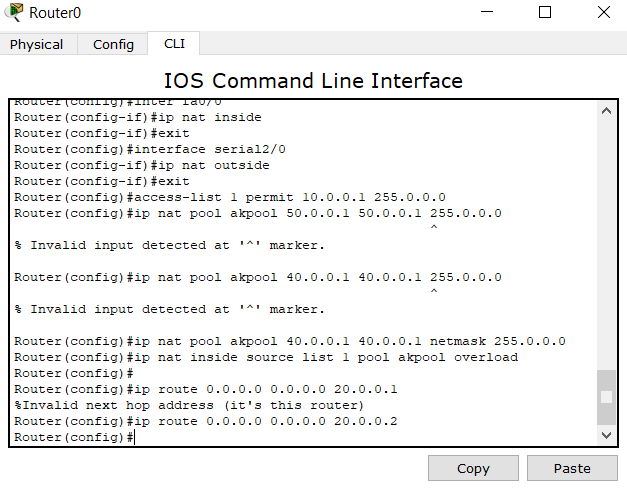 Router0
Physical Config CLI
IOS Command Line Interface
Router(config)#inter fa0/0
Router(config-if)#ip nat inside
Router(config-if)#exit
Router(config)#interface serial2/0
Router(config-if)#ip nat outside
Router(config-if)#exit
Router(config)#access-list 1 permit 10.0.0.1 255.0.0.0
Router(config)#ip nat pool akpool 50.0.0.1 50.0.0.1 255.0.0.0
^
% Invalid input detected at '^' marker.
Router(config)#ip nat pool akpool 40.0.0.1 40.0.0.1 255.0.0.0
^
% Invalid input detected at '^' marker.
Router(config)#ip nat pool akpool 40.0.0.1 40.0.0.1 netmask 255.0.0.0
Router(config)#ip nat inside source list 1 pool akpool overload
Router(config)#
Router(config)#ip route 0.0.0.0 0.0.0.0 20.0.0.1
%Invalid next hop address (it's this router)
Router(config)#ip route 0.0.0.0 0.0.0.0 20.0.0.2
Router(config)#
Copy Paste